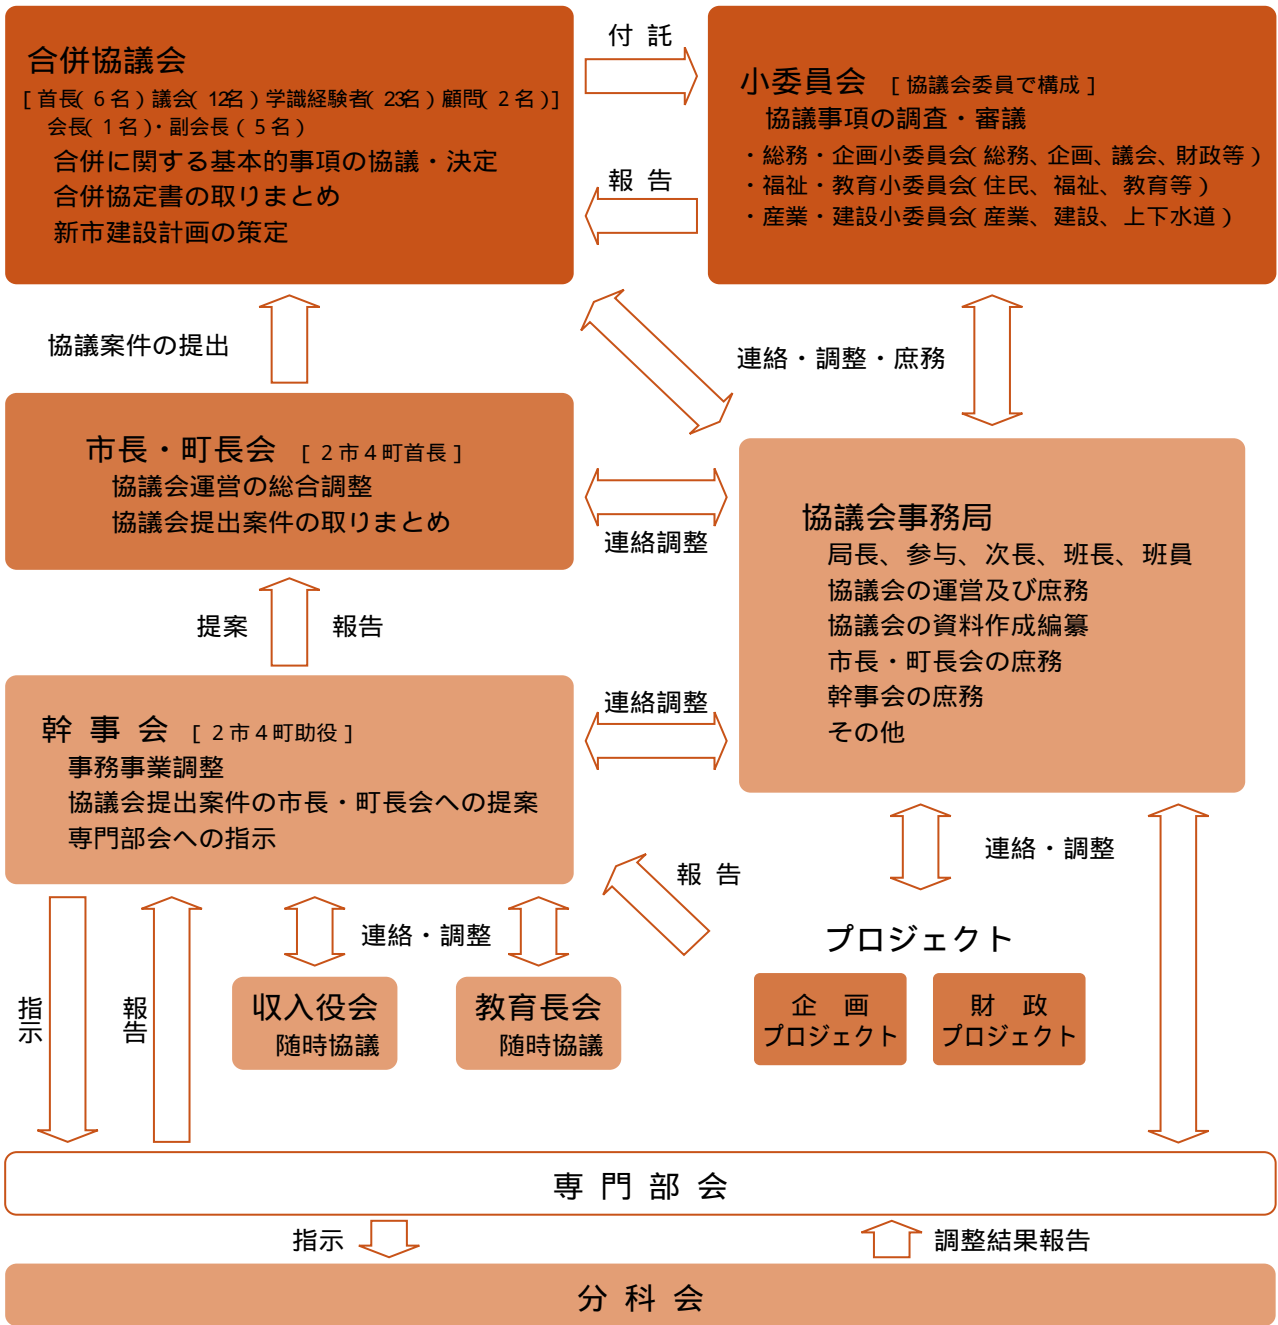 合併協議会
[ 首長( 6 名 ) 議会( 12名 ) 学識経験者( 23名 ) 顧問( 2 名 )]
会長( 1 名 )・副会長 ( 5 名 )
合併に関する基本的事項の協議・決定
合併協定書の取りまとめ
新市建設計画の策定
付 託
報 告
小委員会 [ 協議会委員で構成 ]
協議事項の調査・審議
・総務・企画小委員会( 総務、企画、議会、財政等 )
・福祉・教育小委員会( 住民、福祉、教育等 )
・産業・建設小委員会( 産業、建設、上下水道 )
協議案件の提出
連絡・調整・庶務
市長・町長会 [ 2 市 4 町首長 ]
協議会運営の総合調整
協議会提出案件の取りまとめ
連絡調整
協議会事務局
局長、参与、次長、班長、班員
協議会の運営及び庶務
協議会の資料作成編纂
市長・町長会の庶務
幹事会の庶務
その他
提案 報告
幹 事 会 [ 2 市 4 町助役 ]
事務事業調整
協議会提出案件の市長・町長会への提案
専門部会への指示
連絡調整
連絡・調整
報 告
連絡・調整
プロジェクト
企 画
プロジェクト
財 政
プロジェクト
指示
報告
収入役会
随時協議
教育長会
随時協議
専 門 部 会
指示
調整結果報告
分 科 会